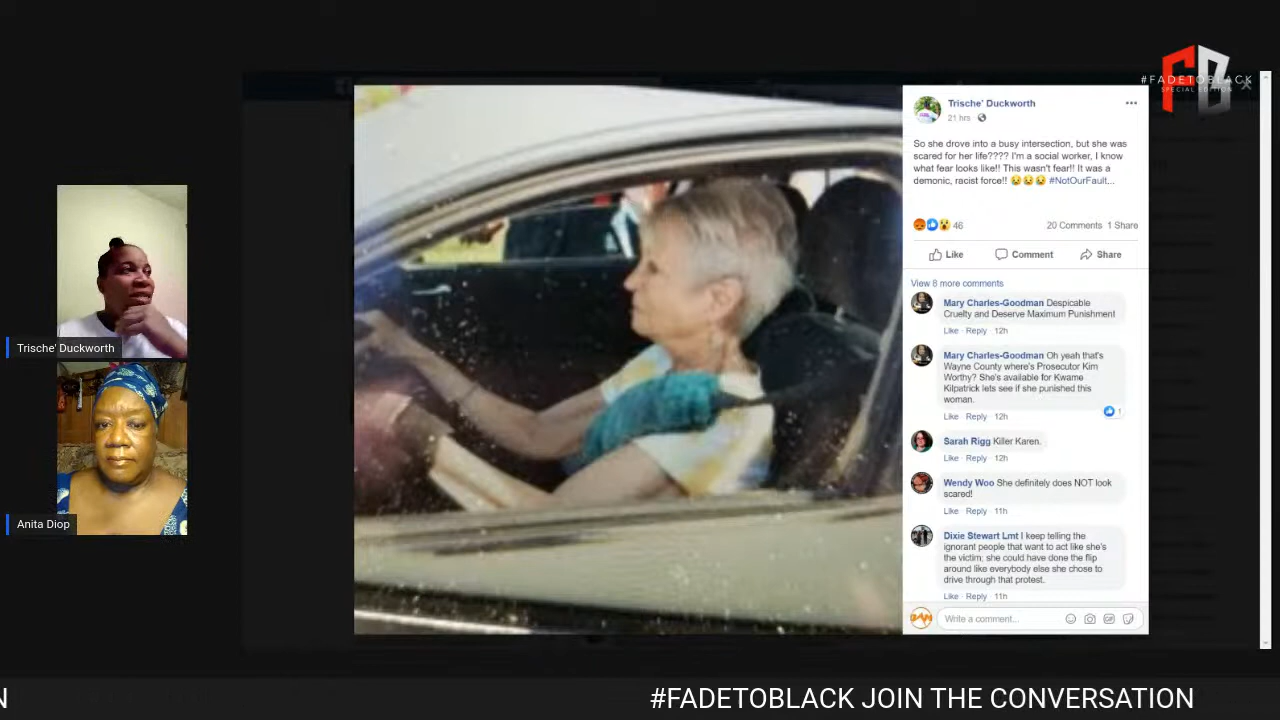 #FADETOBLACK
SPECIAL EDITION
Trische' Duckworth
21 hrs
So she drove into a busy intersection, but she was
scared for her life???? I'm a social worker, I know
what fear looks like!! This wasn't fear!! It was a
demonic, racist force!! 😢😢😢 #NotOurFault...
46
20 Comments 1 Share
Like Comment Share
View 8 more comments
Mary Charles-Goodman Despicable
Cruelty and Deserve Maximum Punishment
Like · Reply · 12h
Mary Charles-Goodman Oh yeah that's
Wayne County where's Prosecutor Kim
Worthy? She's available for Kwame
Kilpatrick lets see if she punished this
woman.
1
Like · Reply · 12h
Sarah Rigg Killer Karen.
Like · Reply · 12h
Wendy Woo She definitely does NOT look
scared!
Like · Reply · 11h
Dixie Stewart Lmt I keep telling the
ignorant people that want to act like she's
the victim; she could have done the flip
around like everybody else she chose to
drive through that protest.
Like · Reply · 11h
Write a comment...
GIF
Trische' Duckworth
Anita Diop
N
#FADETOBLACK JOIN THE CONVERSATION